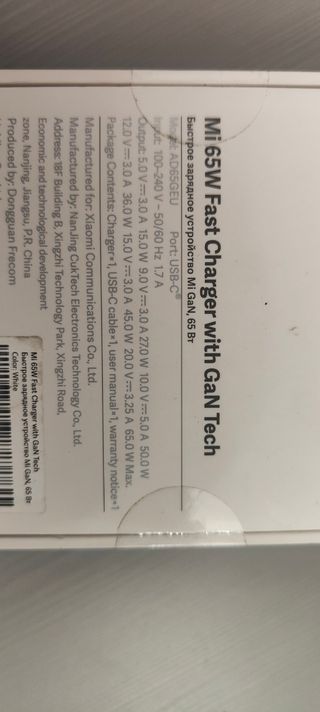 Mi 65W Fast Charger with GaN Tech
Быстрое зарядное устройство Mi GaN, 65 Вт
Model: AD65GEU Port: USB-C®
Input: 100-240 V~ 50/60 Hz 1.7 A
Output: 5.0 V⎓3.0 A 15.0 W 9.0 V⎓3.0 A 27.0 W 10.0 V⎓5.0 A 50.0 W
12.0 V⎓3.0 A 36.0 W 15.0 V⎓3.0 A 45.0 W 20.0 V⎓3.25 A 65.0 W Max.
Package Contents: Charger×1, USB-C cable×1, user manual×1, warranty notice×1
Manufactured for: Xiaomi Communications Co., Ltd.
Manufactured by: NanJing CukTech Electronics Technology Co., Ltd.
Address: 18F Building B, Xingzhi Technology Park, Xingzhi Road,
Economic and technological development
zone, Nanjing, Jiangsu, P.R. China
Produced by: Dongguan Frecom
Mi 65W Fast Charger with GaN Tech
Быстрое зарядное устройство Mi GaN, 65 Вт
Color: White